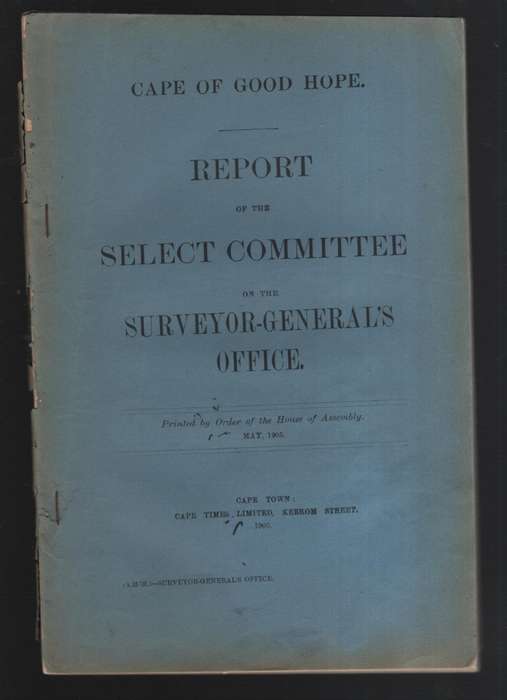 CAPE OF GOOD HOPE.
REPORT
OF THE
SELECT COMMITTEE
ON THE
SURVEYOR-GENERAL'S
OFFICE.
Printed by Order of the House of Assembly.
MAY, 1905.
CAPE TOWN:
CAPE TIMES LIMITED, KEEROM STREET.
1905.
SURVEYOR-GENERAL'S OFFICE.